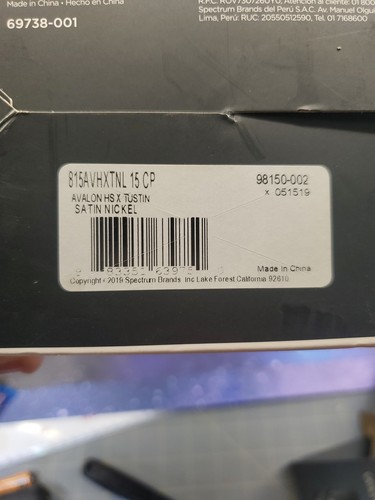 Made in China • Hecho en China
69738-001
Spectrum Brands del Perú S.A.C. Av. Manuel Olgui
Lima, Perú: RUC: 20550512590, Tel. 01 7168600
815AVHXTNL 15 CP
98150-002
x 051519
AVALON HS X TUSTIN
SATIN NICKEL
Made in China
Copyright • 2019 Spectrum Brands Inc Lake Forest California 92610